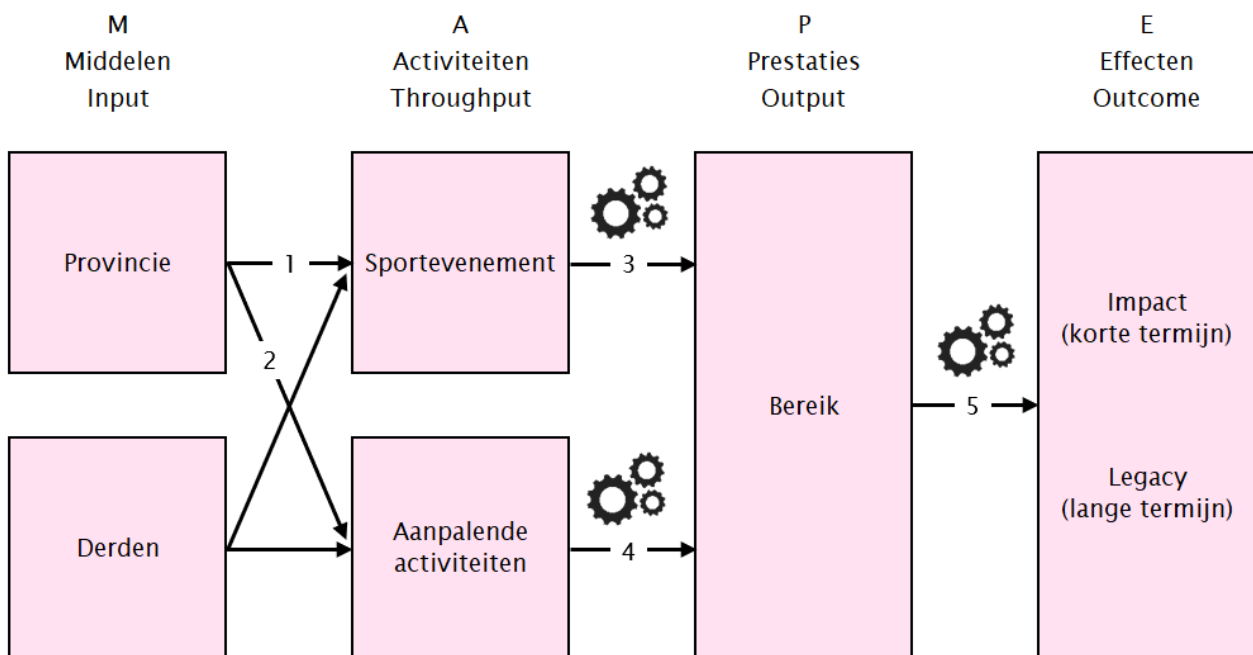 M
Middelen
Input
A
Activiteiten
Throughput
P
Prestaties
Output
E
Effecten
Outcome
Provincie
1
Sportevenement
3
2
Bereik
5
Impact
(korte termijn)
Legacy
(lange termijn)
Derden
Aanpalende
activiteiten
4